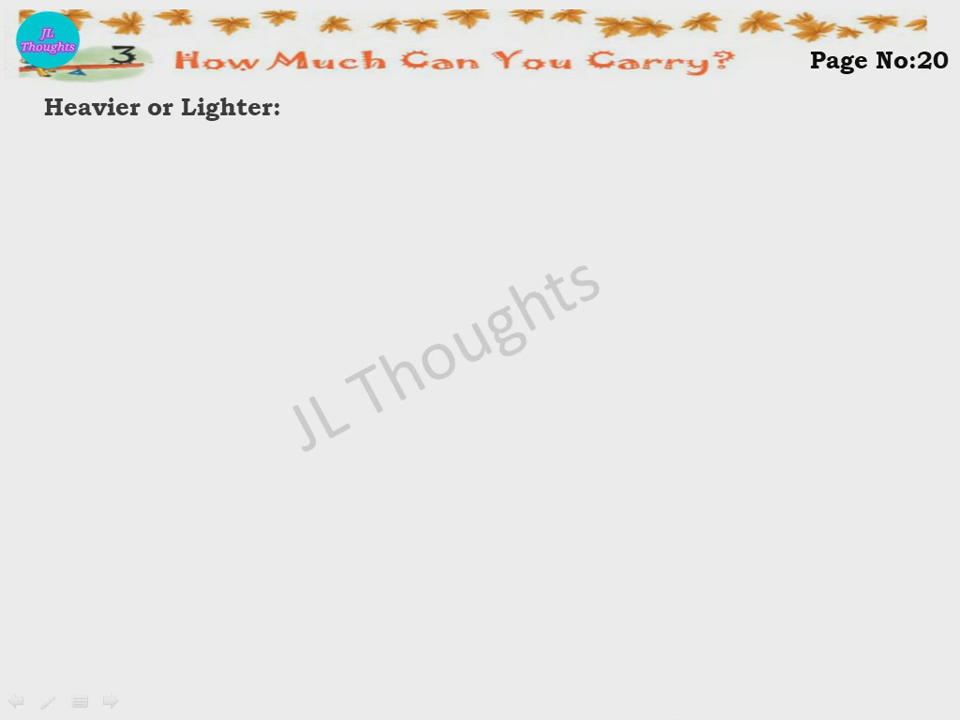 JL
Thoughts
3
How Much Can You Carry?
Page No:20
Heavier or Lighter:
JL Thoughts